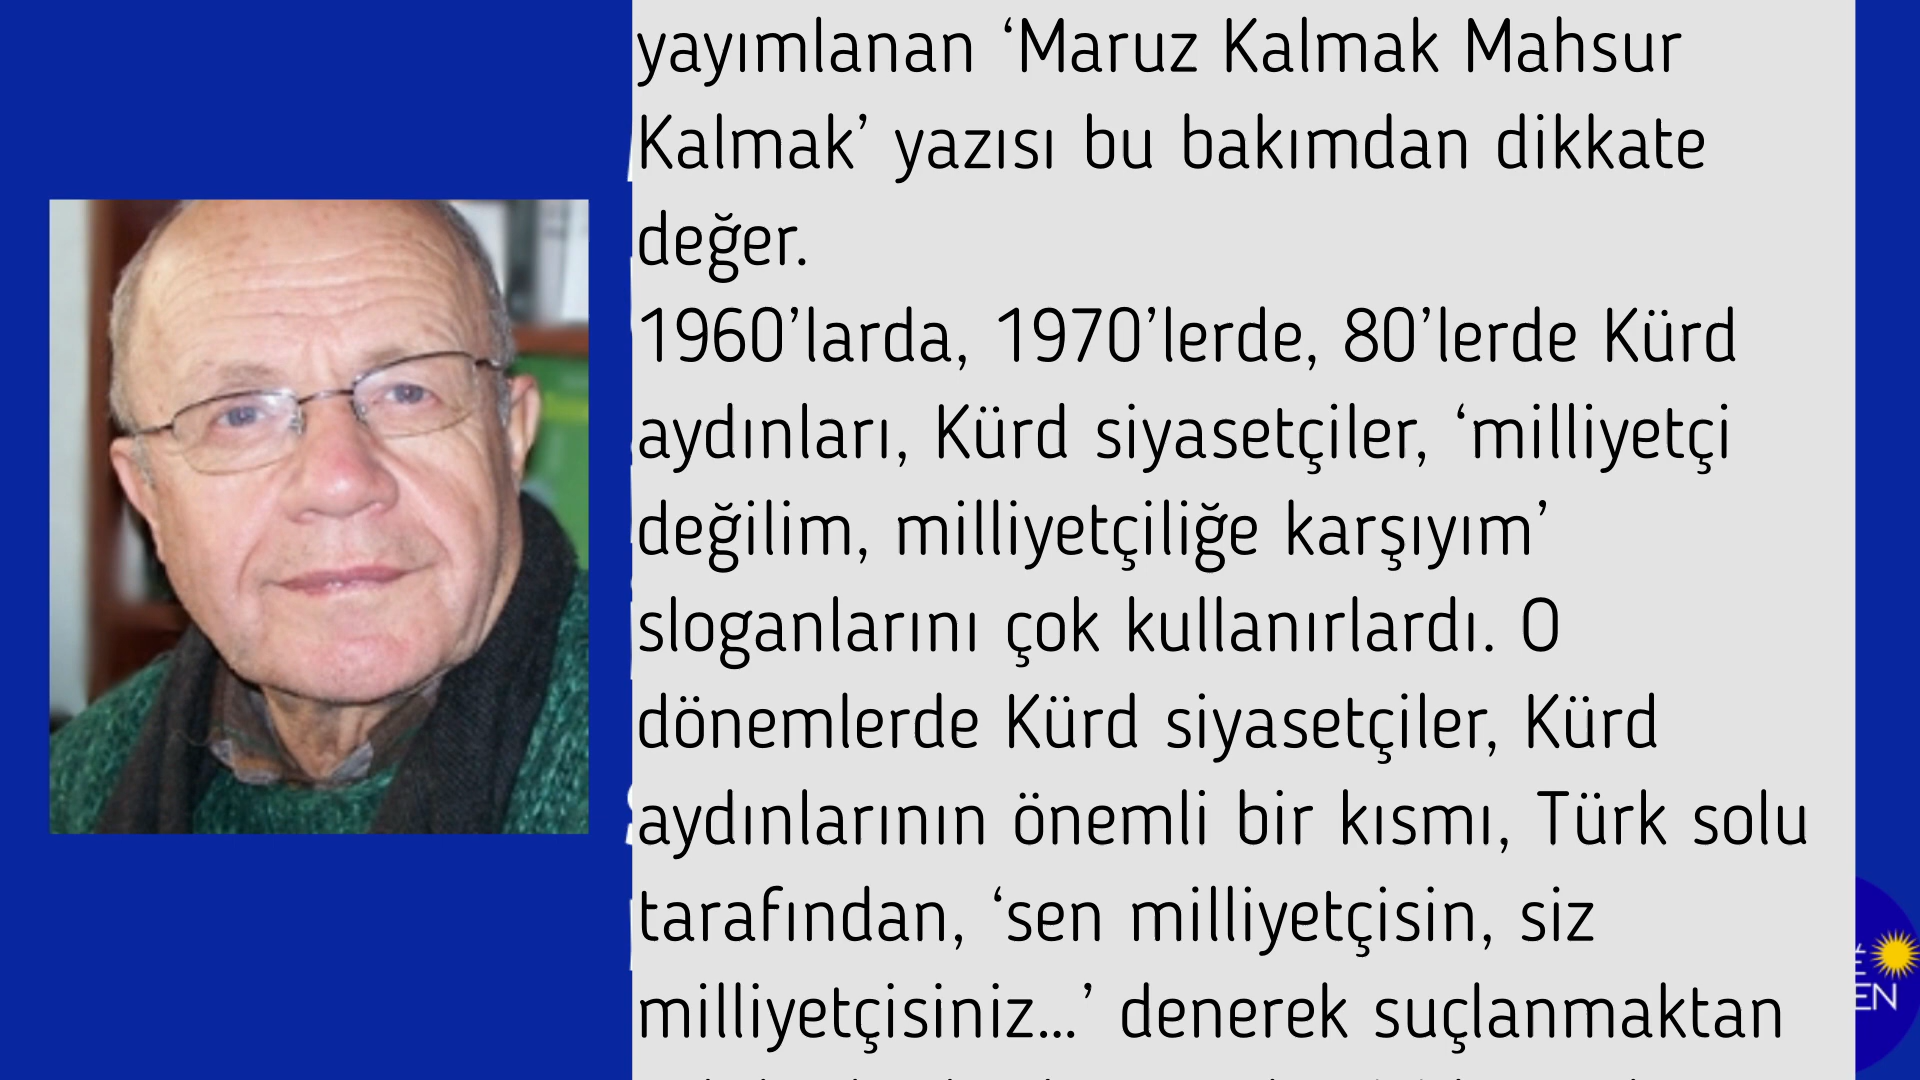 yayımlanan ‘Maruz Kalmak Mahsur
Kalmak’ yazısı bu bakımdan dikkate
değer.
1960’larda, 1970’lerde, 80’lerde Kürd
aydınları, Kürd siyasetçiler, ‘milliyetçi
değilim, milliyetçiliğe karşıyım’
sloganlarını çok kullanırlardı. O
dönemlerde Kürd siyasetçiler, Kürd
aydınlarının önemli bir kısmı, Türk solu
tarafından, ‘sen milliyetçisin, siz
milliyetçisiniz…’ denerek suçlanmaktan